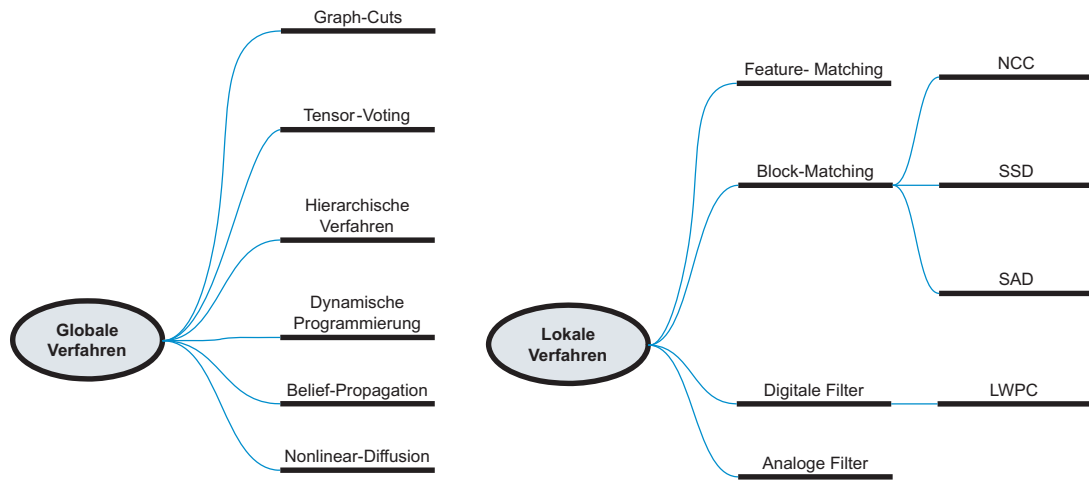 Graph-Cuts
Tensor-Voting
Hierarchische
Verfahren
Dynamische
Programmierung
Globale
Verfahren
Belief-Propagation
Nonlinear-Diffusion
Feature- Matching
Block-Matching
NCC
SSD
SAD
Lokale
Verfahren
Digitale Filter
LWPC
Analoge Filter